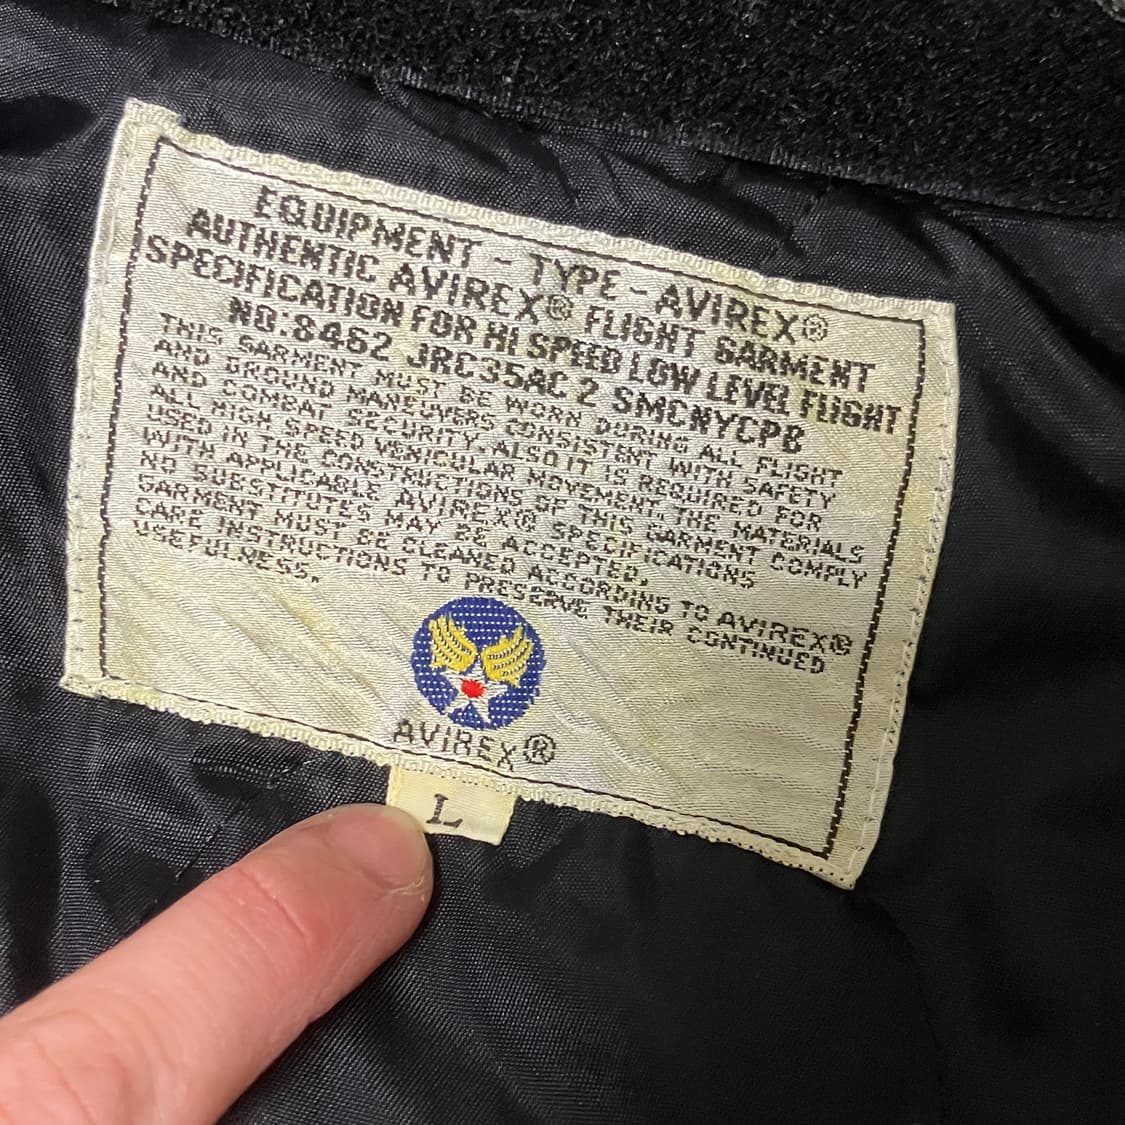 EQUIPMENT - TYPE - AVIREX®
AUTHENTIC AVIREX® FLIGHT GARMENT
SPECIFICATION FOR HI SPEED LOW LEVEL FLIGHT
NO:8462 JRC35AC2 SMCNYCPB
THIS GARMENT MUST BE WORN DURING ALL FLIGHT
AND GROUND MANEUVERS CONSISTENT WITH SAFETY
AND COMBAT SECURITY. ALSO IT IS REQUIRED FOR
ALL HIGH SPEED VEHICULAR MOVEMENT. THE MATERIALS
USED IN THE CONSTRUCTIONS OF THIS GARMENT COMPLY
WITH APPLICABLE AVIREX® SPECIFICATIONS
NO SUBSTITUTES MAY BE ACCEPTED.
GARMENT MUST BE CLEANED ACCORDING TO AVIREX®
CARE INSTRUCTIONS TO PRESERVE THEIR CONTINUED
USEFULNESS.
AVIREX®
L